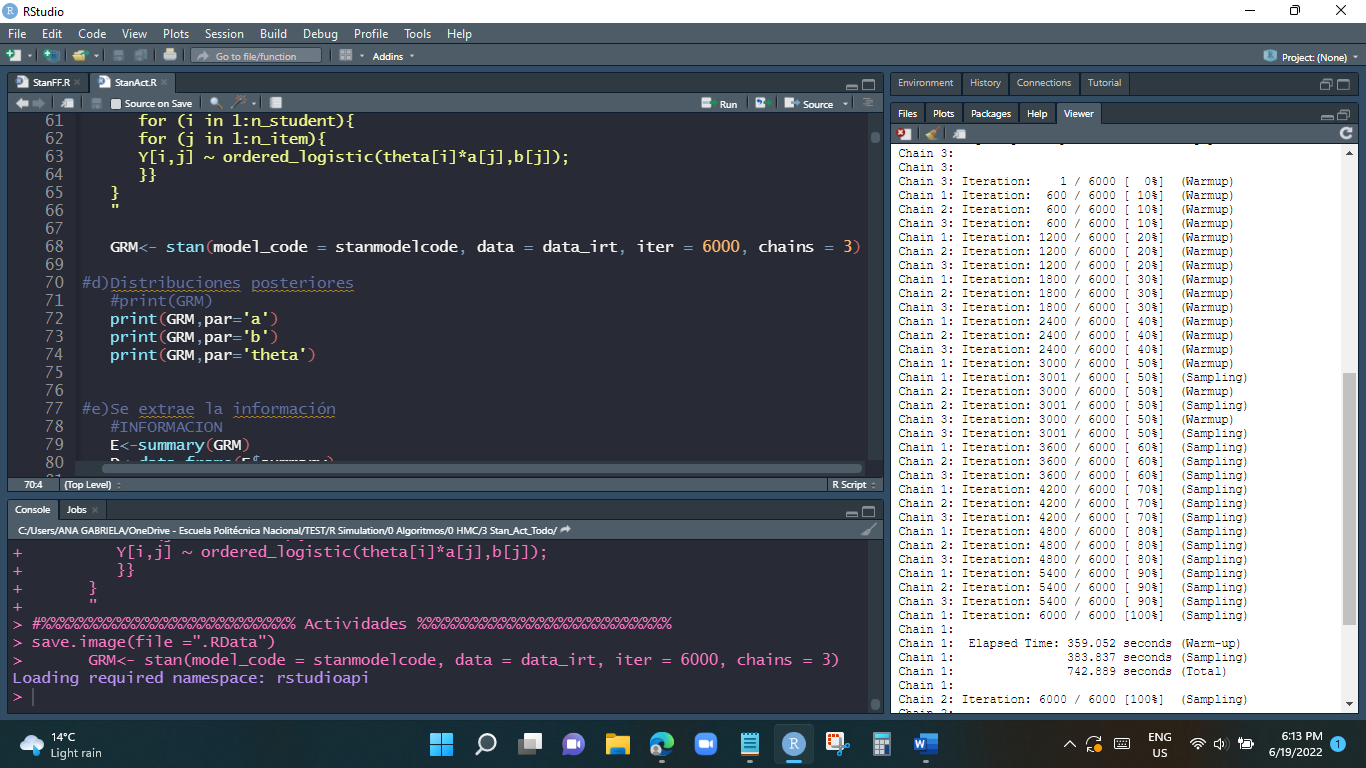 RStudio
File Edit Code View Plots Session Build Debug Profile Tools Help
Go to file/function Addins Project: (None)
StanFF.R StanAct.R
Source on Save Run Source
61 for (i in 1:n_student){
62 for (j in 1:n_item){
63 Y[i,j] ~ ordered_logistic(theta[i]*a[j],b[j]);
64 }}
65 }
66 "
67
68 GRM<- stan(model_code = stanmodelcode, data = data_irt, iter = 6000, chains = 3)
69
70 #d)Distribuciones posteriores
71 #print(GRM)
72 print(GRM,par='a')
73 print(GRM,par='b')
74 print(GRM,par='theta')
75
76
77 #e)Se extrae la información
78 #INFORMACION
79 E<-summary(GRM)
80
70:4 (Top Level) R Script
Console Jobs
C:/Users/ANA GABRIELA/OneDrive - Escuela Politécnica Nacional/TEST/R Simulation/0 Algoritmos/0 HMC/3 Stan_Act_Todo/
+ Y[i,j] ~ ordered_logistic(theta[i]*a[j],b[j]);
+ }}
+ }
+ "
> #%%%%%%%%%%%%%%%%%%%%%%%%% Actividades %%%%%%%%%%%%%%%%%%%%%%%%%
> save.image(file =".RData")
> GRM<- stan(model_code = stanmodelcode, data = data_irt, iter = 6000, chains = 3)
Loading required namespace: rstudioapi
>
Environment History Connections Tutorial
Files Plots Packages Help Viewer
Chain 3:
Chain 3:
Chain 3: Iteration: 1 / 6000 [ 0%] (Warmup)
Chain 1: Iteration: 600 / 6000 [ 10%] (Warmup)
Chain 2: Iteration: 600 / 6000 [ 10%] (Warmup)
Chain 3: Iteration: 600 / 6000 [ 10%] (Warmup)
Chain 1: Iteration: 1200 / 6000 [ 20%] (Warmup)
Chain 2: Iteration: 1200 / 6000 [ 20%] (Warmup)
Chain 3: Iteration: 1200 / 6000 [ 20%] (Warmup)
Chain 1: Iteration: 1800 / 6000 [ 30%] (Warmup)
Chain 2: Iteration: 1800 / 6000 [ 30%] (Warmup)
Chain 3: Iteration: 1800 / 6000 [ 30%] (Warmup)
Chain 1: Iteration: 2400 / 6000 [ 40%] (Warmup)
Chain 2: Iteration: 2400 / 6000 [ 40%] (Warmup)
Chain 3: Iteration: 2400 / 6000 [ 40%] (Warmup)
Chain 1: Iteration: 3000 / 6000 [ 50%] (Warmup)
Chain 1: Iteration: 3001 / 6000 [ 50%] (Sampling)
Chain 2: Iteration: 3000 / 6000 [ 50%] (Warmup)
Chain 2: Iteration: 3001 / 6000 [ 50%] (Sampling)
Chain 3: Iteration: 3000 / 6000 [ 50%] (Warmup)
Chain 3: Iteration: 3001 / 6000 [ 50%] (Sampling)
Chain 1: Iteration: 3600 / 6000 [ 60%] (Sampling)
Chain 2: Iteration: 3600 / 6000 [ 60%] (Sampling)
Chain 3: Iteration: 3600 / 6000 [ 60%] (Sampling)
Chain 1: Iteration: 4200 / 6000 [ 70%] (Sampling)
Chain 2: Iteration: 4200 / 6000 [ 70%] (Sampling)
Chain 3: Iteration: 4200 / 6000 [ 70%] (Sampling)
Chain 1: Iteration: 4800 / 6000 [ 80%] (Sampling)
Chain 2: Iteration: 4800 / 6000 [ 80%] (Sampling)
Chain 3: Iteration: 4800 / 6000 [ 80%] (Sampling)
Chain 1: Iteration: 5400 / 6000 [ 90%] (Sampling)
Chain 2: Iteration: 5400 / 6000 [ 90%] (Sampling)
Chain 3: Iteration: 5400 / 6000 [ 90%] (Sampling)
Chain 1: Iteration: 6000 / 6000 [100%] (Sampling)
Chain 1:
Chain 1: Elapsed Time: 359.052 seconds (Warm-up)
Chain 1: 383.837 seconds (Sampling)
Chain 1: 742.889 seconds (Total)
Chain 1:
Chain 2: Iteration: 6000 / 6000 [100%] (Sampling)
14°C
Light rain
ENG
US
6:13 PM
6/19/2022
1